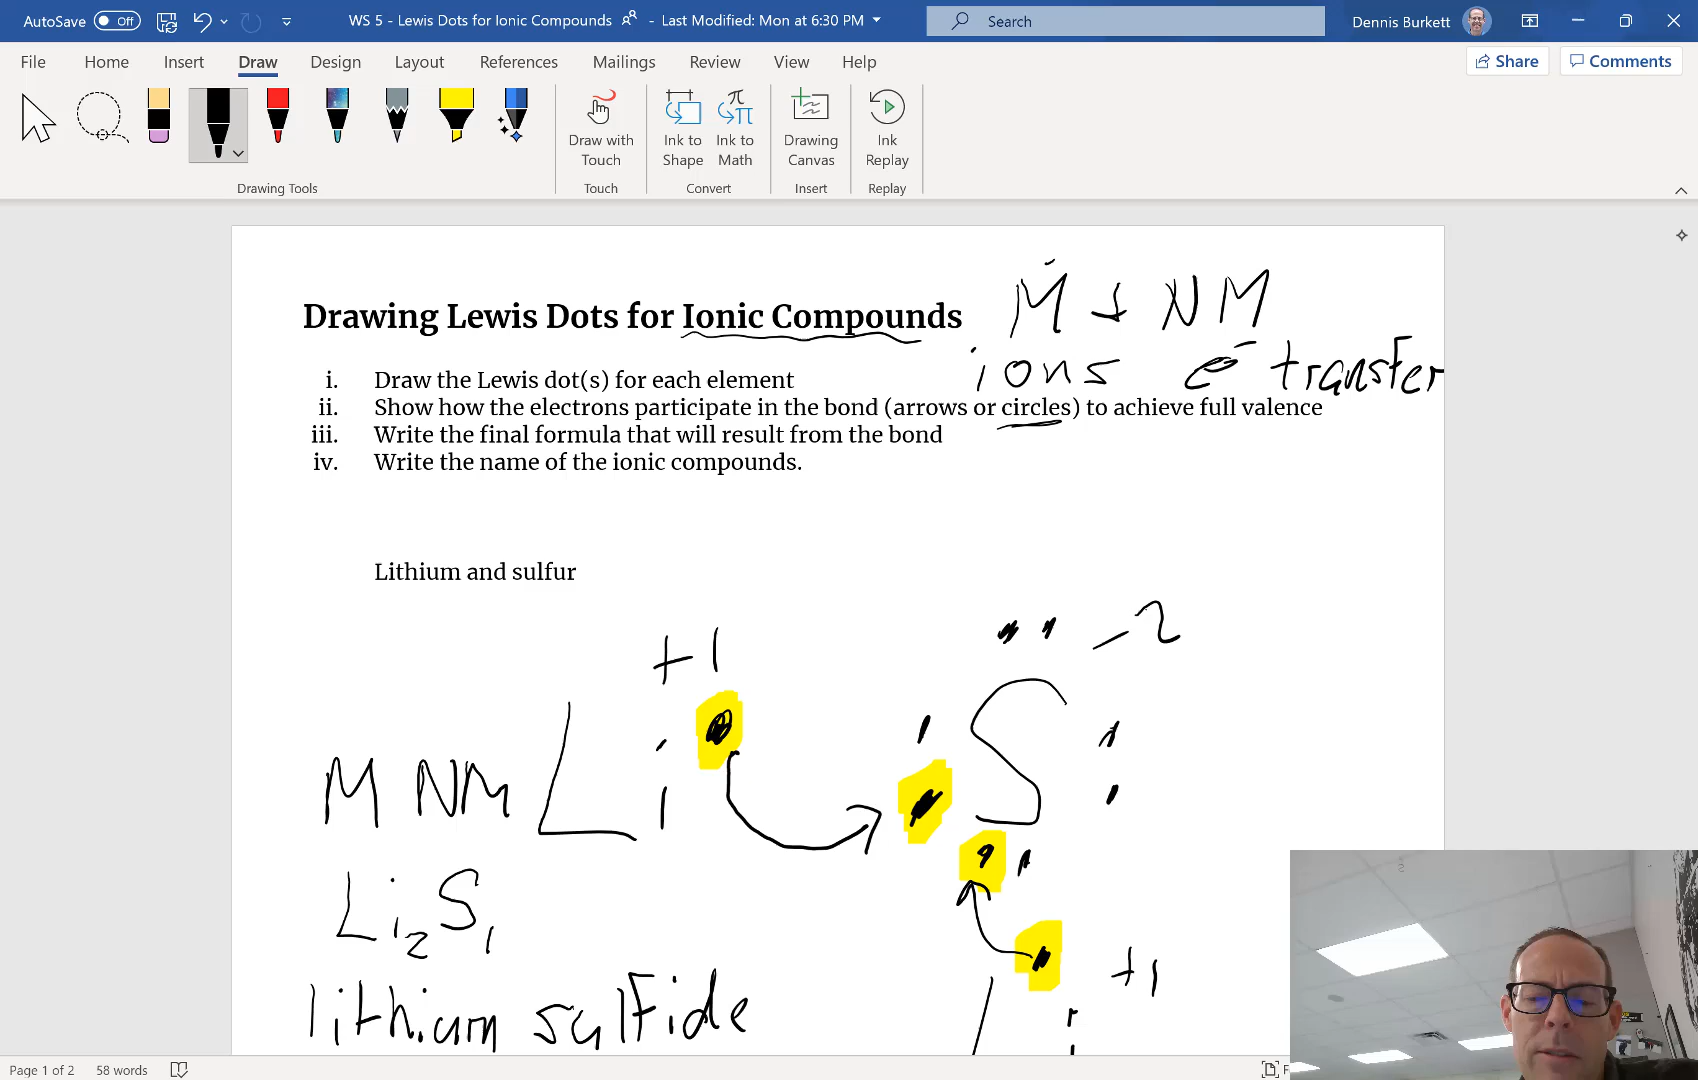 AutoSave Off WS 5 - Lewis Dots for Ionic Compounds - Last Modified: Mon at 6:30 PM Search Dennis Burkett
File Home Insert Draw Design Layout References Mailings Review View Help Share Comments
Draw with Touch
Ink to Shape
Ink to Math
Drawing Canvas
Ink Replay
Drawing Tools Touch Convert Insert Replay
M + NM
Drawing Lewis Dots for Ionic Compounds
ions e- transfer
i. Draw the Lewis dot(s) for each element
ii. Show how the electrons participate in the bond (arrows or circles) to achieve full valence
iii. Write the final formula that will result from the bond
iv. Write the name of the ionic compounds.
Lithium and sulfur
+1 -2
M NM Li S
Li2S1
+1
lithium sulfide Li
Page 1 of 2 58 words